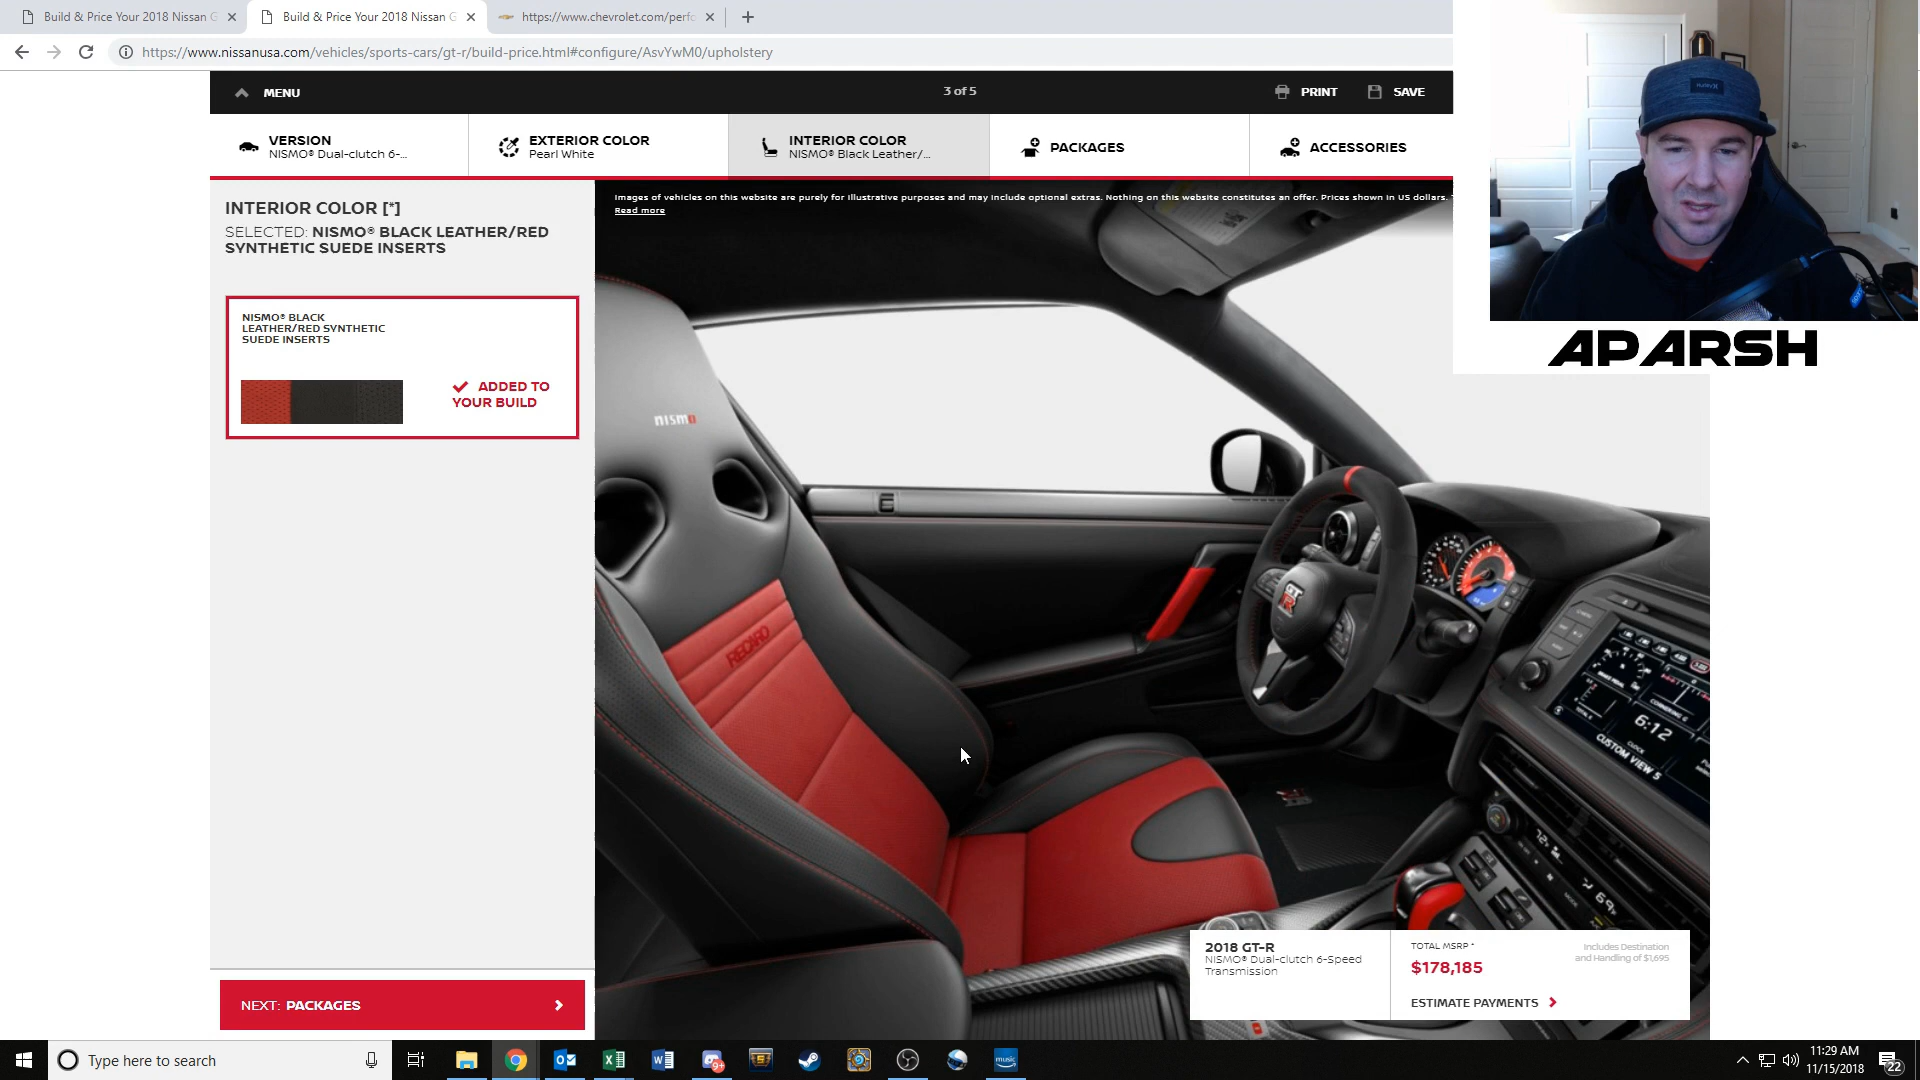 Build & Price Your 2018 Nissan G
Build & Price Your 2018 Nissan G
https://www.chevrolet.com/perfo
https://www.nissanusa.com/vehicles/sports-cars/gt-r/build-price.html#configure/AsvYwM0/upholstery
MENU
3 of 5
PRINT
SAVE
VERSION
NISMO® Dual-clutch 6-...
EXTERIOR COLOR
Pearl White
INTERIOR COLOR
NISMO® Black Leather/...
PACKAGES
ACCESSORIES
INTERIOR COLOR [*]
SELECTED: NISMO® BLACK LEATHER/RED
SYNTHETIC SUEDE INSERTS
Images of vehicles on this website are purely for illustrative purposes and may include optional extras. Nothing on this website constitutes an offer. Prices shown in US dollars.
Read more
NISMO® BLACK
LEATHER/RED SYNTHETIC
SUEDE INSERTS
ADDED TO
YOUR BUILD
APARSH
nismo
RECARO
GT
R
6:12
CLOCK
CUSTOM VIEW 5
2018 GT-R
NISMO® Dual-clutch 6-Speed
Transmission
TOTAL MSRP *
$178,185
Includes Destination
and Handling of $1,695
ESTIMATE PAYMENTS
NEXT: PACKAGES
Type here to search
9+
music
11:29 AM
11/15/2018
22